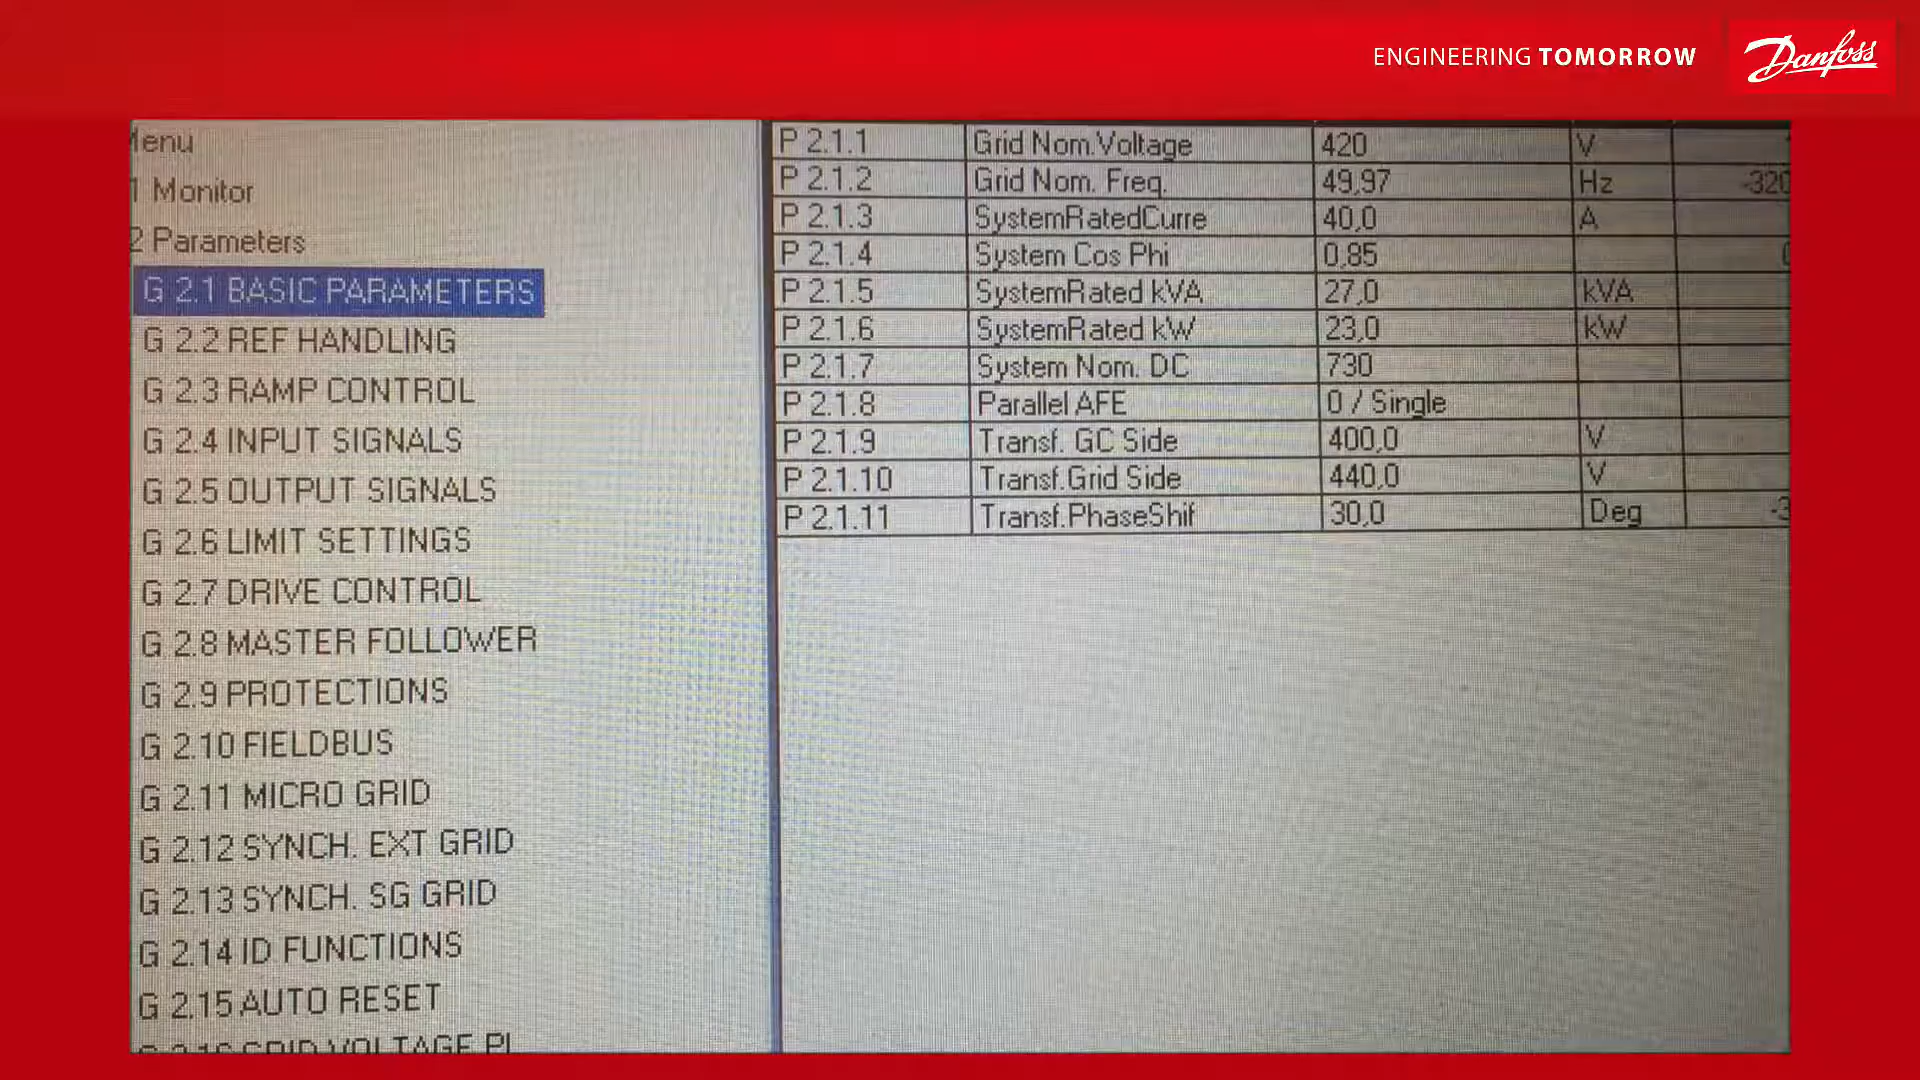 ENGINEERING TOMORROW
Danfoss
Menu
1 Monitor
2 Parameters
G 2.1 BASIC PARAMETERS
G 2.2 REF HANDLING
G 2.3 RAMP CONTROL
G 2.4 INPUT SIGNALS
G 2.5 OUTPUT SIGNALS
G 2.6 LIMIT SETTINGS
G 2.7 DRIVE CONTROL
G 2.8 MASTER FOLLOWER
G 2.9 PROTECTIONS
G 2.10 FIELDBUS
G 2.11 MICRO GRID
G 2.12 SYNCH. EXT GRID
G 2.13 SYNCH. SG GRID
G 2.14 ID FUNCTIONS
G 2.15 AUTO RESET
G 2.16 GRID VOLTAGE PI
P 2.1.1 Grid Nom.Voltage 420 V
P 2.1.2 Grid Nom. Freq. 49,97 Hz -320
P 2.1.3 SystemRatedCurre 40,0 A
P 2.1.4 System Cos Phi 0,85
P 2.1.5 SystemRated kVA 27,0 kVA
P 2.1.6 SystemRated kW 23,0 kW
P 2.1.7 System Nom. DC 730
P 2.1.8 Parallel AFE 0 / Single
P 2.1.9 Transf. GC Side 400,0 V
P 2.1.10 Transf.Grid Side 440,0 V
P 2.1.11 Transf.PhaseShif 30,0 Deg -3